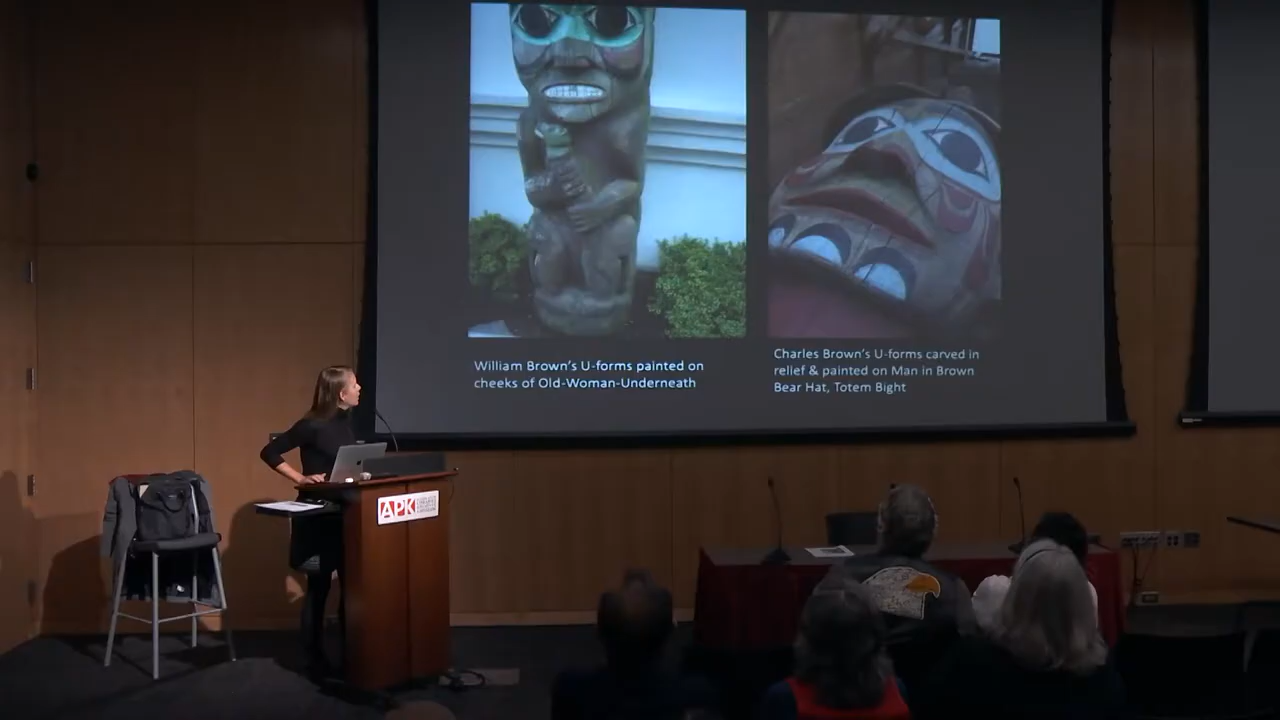 William Brown's U-forms painted on
cheeks of Old-Woman-Underneath
Charles Brown's U-forms carved in
relief & painted on Man in Brown
Bear Hat, Totem Bight
APK